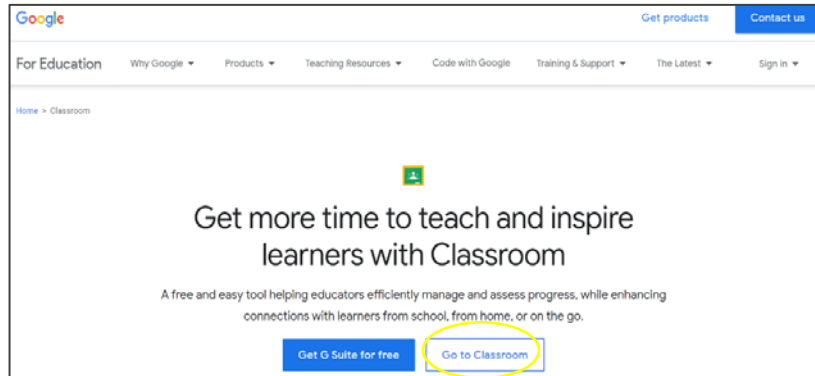 Google
Get products
Contact us
For Education
Why Google
Products
Teaching Resources
Code with Google
Training & Support
The Latest
Sign in
Home > Classroom
Get more time to teach and inspire
learners with Classroom
A free and easy tool helping educators efficiently manage and assess progress, while enhancing
connections with learners from school, from home, or on the go.
Get G Suite for free
Go to Classroom